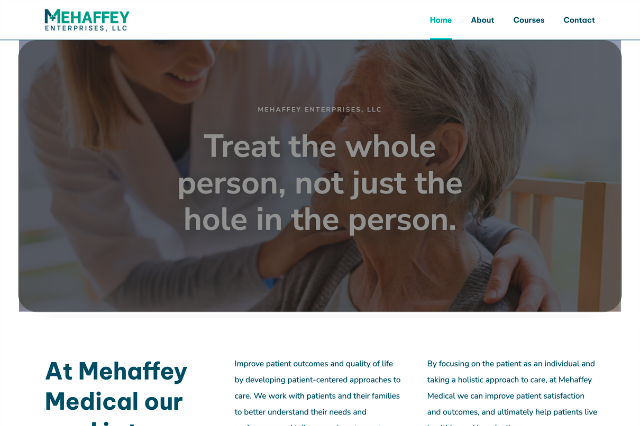 MEHAFFEY
ENTERPRISES, LLC
Home About Courses Contact
MEHAFFEY ENTERPRISES, LLC
Treat the whole
person, not just the
hole in the person.
At Mehaffey
Medical our
Improve patient outcomes and quality of life
by developing patient-centered approaches to
care. We work with patients and their families
to better understand their needs and
By focusing on the patient as an individual and
taking a holistic approach to care, at Mehaffey
Medical we can improve patient satisfaction
and outcomes, and ultimately help patients live